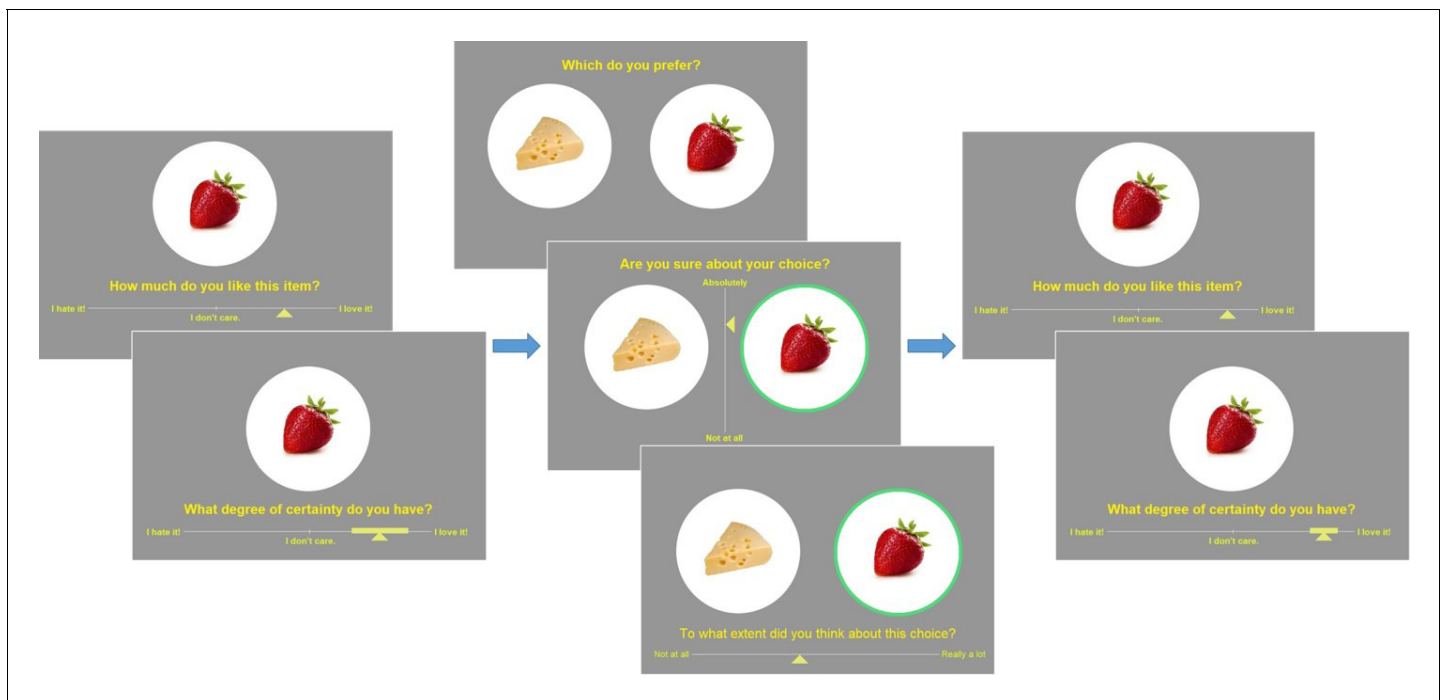 How much do you like this item?
I hate it! I don't care. I love it!
What degree of certainty do you have?
I hate it! I don't care. I love it!
Which do you prefer?
Are you sure about your choice?
Absolutely
Not at all
To what extent did you think about this choice?
Not at all Really a lot
How much do you like this item?
I hate it! I don't care. I love it!
What degree of certainty do you have?
I hate it! I don't care. I love it!